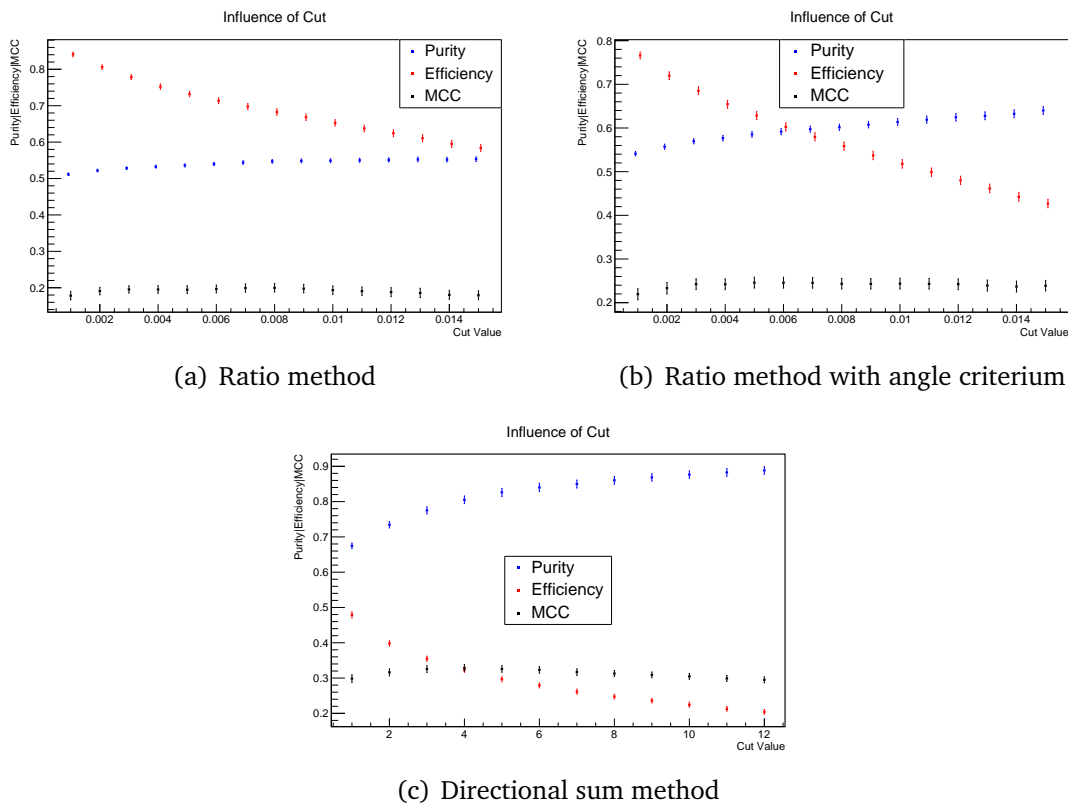 Influence of Cut
Purity|Efficiency|MCC
0.8
0.7
0.6
0.5
0.4
0.3
0.2
Purity
Efficiency
MCC
0.002 0.004 0.006 0.008 0.01 0.012 0.014
Cut Value
(a) Ratio method
Influence of Cut
Purity|Efficiency|MCC
0.8
0.7
0.6
0.5
0.4
0.3
0.2
Purity
Efficiency
MCC
0.002 0.004 0.006 0.008 0.01 0.012 0.014
Cut Value
(b) Ratio method with angle criterium
Influence of Cut
Purity|Efficiency|MCC
0.9
0.8
0.7
0.6
0.5
0.4
0.3
0.2
Purity
Efficiency
MCC
2 4 6 8 10 12
Cut Value
(c) Directional sum method